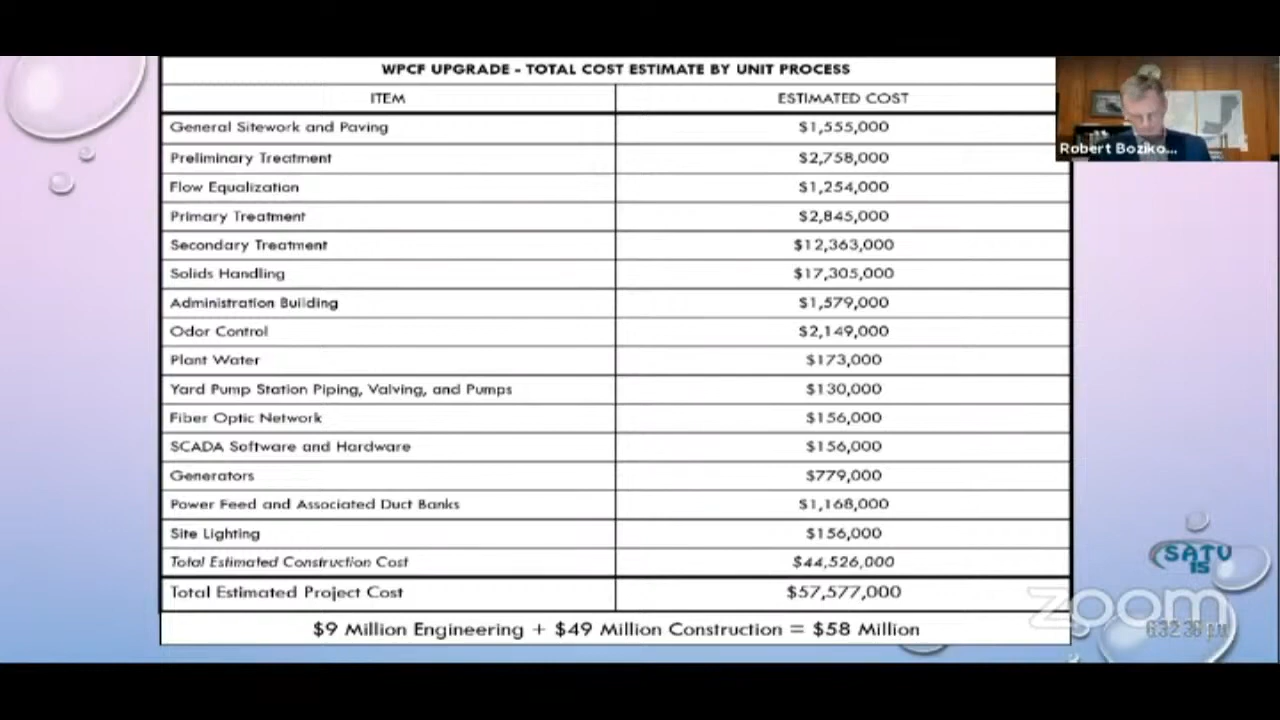 WPCF UPGRADE - TOTAL COST ESTIMATE BY UNIT PROCESS
ITEM ESTIMATED COST
General Sitework and Paving $1,555,000
Preliminary Treatment $2,758,000
Flow Equalization $1,254,000
Primary Treatment $2,845,000
Secondary Treatment $12,363,000
Solids Handling $17,305,000
Administration Building $1,579,000
Odor Control $2,149,000
Plant Water $173,000
Yard Pump Station Piping, Valving, and Pumps $130,000
Fiber Optic Network $156,000
SCADA Software and Hardware $156,000
Generators $779,000
Power Feed and Associated Duct Banks $1,168,000
Site Lighting $156,000
Total Estimated Construction Cost $44,526,000
Total Estimated Project Cost $57,577,000
$9 Million Engineering + $49 Million Construction = $58 Million
Robert Boziko...
SATV
15
zoom
6:32:39 pm